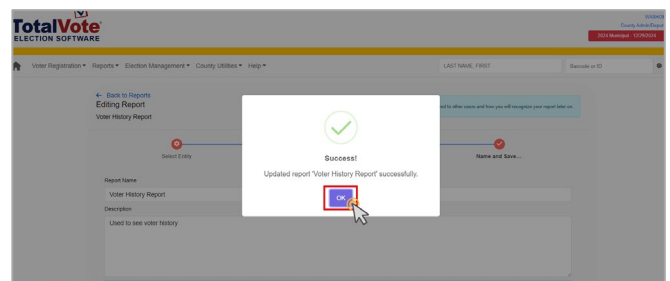 TotalVote
ELECTION SOFTWARE
County Admin/Reput
2024 Municipal - 12/29/2024
Voter Registration Reports Election Management County Utilities Help LAST NAME, FIRST Barcode or ID
← Back to Reports
Editing Report
Voter History Report
ed to other users and how you will recognize your report later on.
Select Entity
Name and Save...
Success!
Updated report 'Voter History Report' successfully.
OK
Report Name
Voter History Report
Description
Used to see voter history